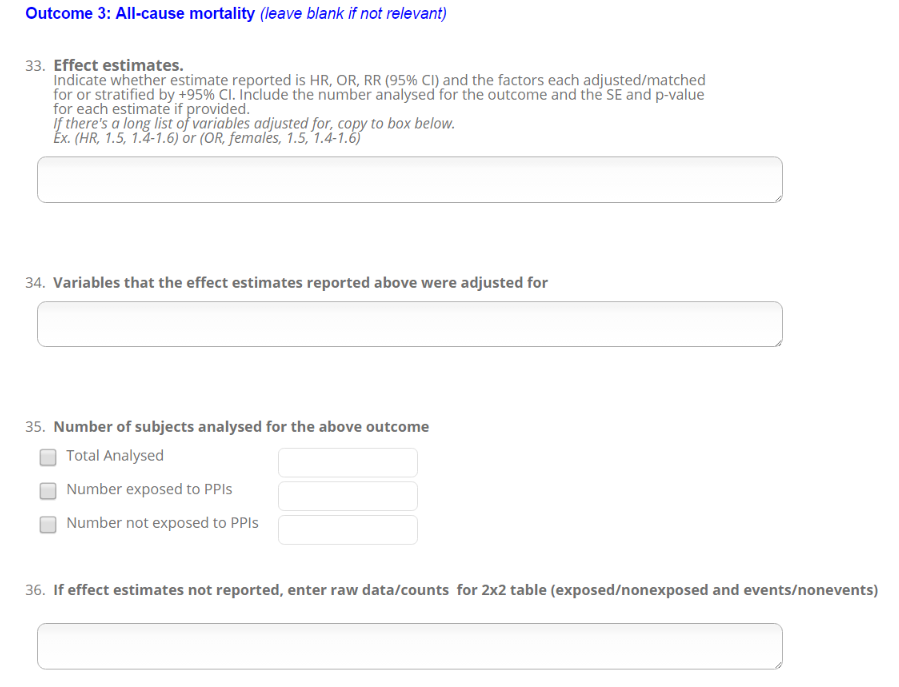 Outcome 3: All-cause mortality (leave blank if not relevant)
33. Effect estimates.
Indicate whether estimate reported is HR, OR, RR (95% CI) and the factors each adjusted/matched
for or stratified by +95% CI. Include the number analysed for the outcome and the SE and p-value
for each estimate if provided.
If there's a long list of variables adjusted for, copy to box below.
Ex. (HR, 1.5, 1.4-1.6) or (OR, females, 1.5, 1.4-1.6)
34. Variables that the effect estimates reported above were adjusted for
35. Number of subjects analysed for the above outcome
Total Analysed
Number exposed to PPIs
Number not exposed to PPIs
36. If effect estimates not reported, enter raw data/counts for 2x2 table (exposed/nonexposed and events/nonevents)